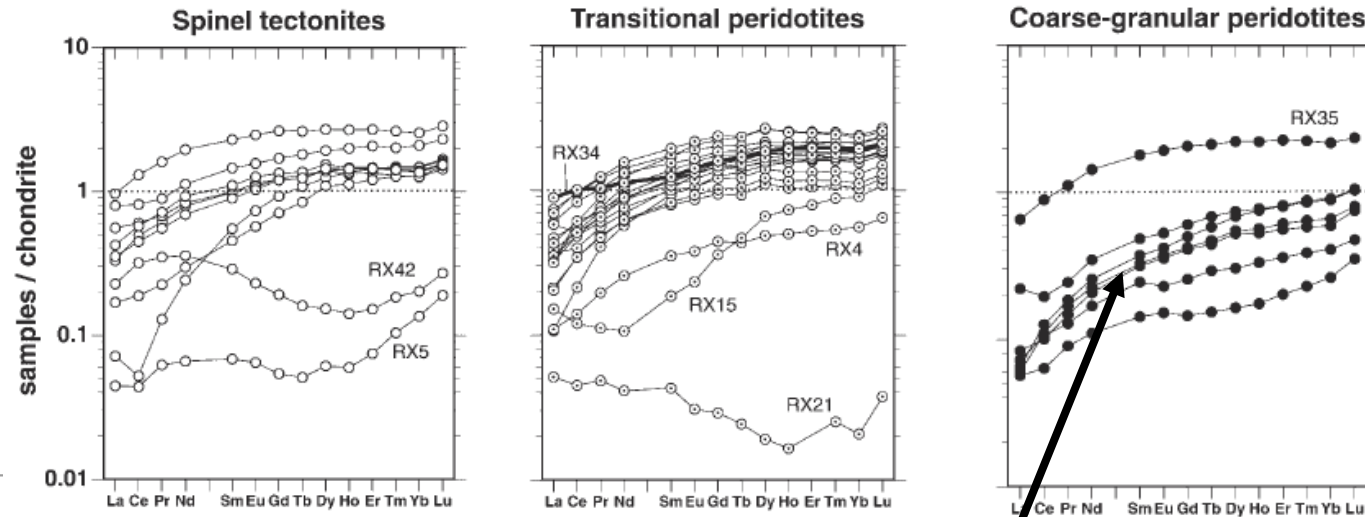 Spinel tectonites
Transitional peridotites
Coarse-granular peridotites
samples / chondrite
10
1
0.1
0.01
RX42
RX5
RX34
RX4
RX15
RX21
RX35
La Ce Pr Nd Sm Eu Gd Tb Dy Ho Er Tm Yb Lu
La Ce Pr Nd Sm Eu Gd Tb Dy Ho Er Tm Yb Lu
La Ce Pr Nd Sm Eu Gd Tb Dy Ho Er Tm Yb Lu